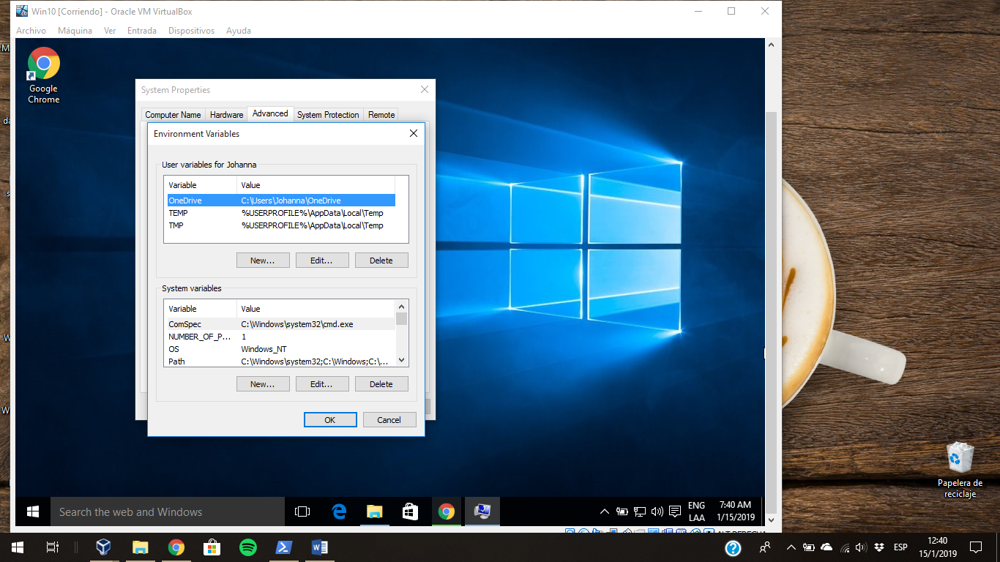 Win10 [Corriendo] - Oracle VM VirtualBox
Archivo Máquina Ver Entrada Dispositivos Ayuda
Google
Chrome
System Properties
Computer Name Hardware Advanced System Protection Remote
Environment Variables
User variables for Johanna
Variable Value
OneDrive C:\Users\Johanna\OneDrive
TEMP %USERPROFILE%\AppData\Local\Temp
TMP %USERPROFILE%\AppData\Local\Temp
New... Edit... Delete
System variables
Variable Value
ComSpec C:\Windows\system32\cmd.exe
NUMBER_OF_P... 1
OS Windows_NT
Path C:\Windows\system32;C:\Windows;C:\...
New... Edit... Delete
OK Cancel
Papelera de
reciclaje
Search the web and Windows
ENG 7:40 AM
LAA 1/15/2019
ESP 12:40
15/1/2019